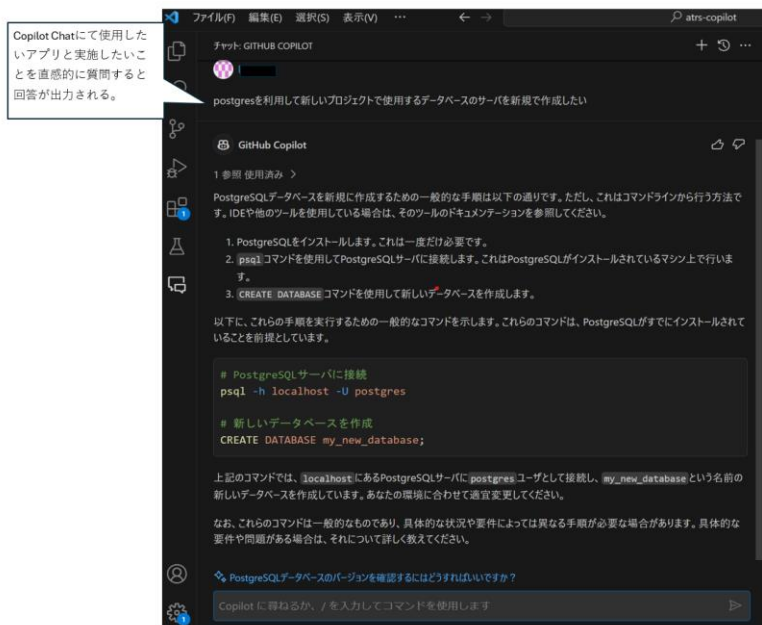 Copilot Chatにて使用した
いアプリと実施したいこ
とを直感的に質問すると
回答が出力される。
ファイル(F) 編集(E) 選択(S) 表示(V) … ← → atrs-copilot
チャット: GITHUB COPILOT
postgresを利用して新しいプロジェクトで使用するデータベースのサーバを新規で作成したい
GitHub Copilot
1 参照 使用済み >
PostgreSQLデータベースを新規に作成するための一般的な手順は以下の通りです。ただし、これはコマンドラインから行う方法で
す。IDEや他のツールを使用している場合は、そのツールのドキュメンテーションを参照してください。
1. PostgreSQLをインストールします。これは一度だけ必要です。
2. psqlコマンドを使用してPostgreSQLサーバに接続します。これはPostgreSQLがインストールされているマシン上で行いま
す。
3. CREATE DATABASEコマンドを使用して新しいデータベースを作成します。
以下に、これらの手順を実行するための一般的なコマンドを示します。これらのコマンドは、PostgreSQLがすでにインストールされて
いることを前提としています。
# PostgreSQLサーバに接続
psql -h localhost -U postgres
# 新しいデータベースを作成
CREATE DATABASE my_new_database;
上記のコマンドでは、localhostにあるPostgreSQLサーバにpostgresユーザとして接続し、my_new_databaseという名前の
新しいデータベースを作成しています。あなたの環境に合わせて適宜変更してください。
なお、これらのコマンドは一般的なものであり、具体的な状況や要件によっては異なる手順が必要な場合があります。具体的な
要件や問題がある場合は、それについて詳しく教えてください。
PostgreSQLデータベースのバージョンを確認するにはどうすればいいですか？
Copilot に尋ねるか、/ を入力してコマンドを使用します
1
1